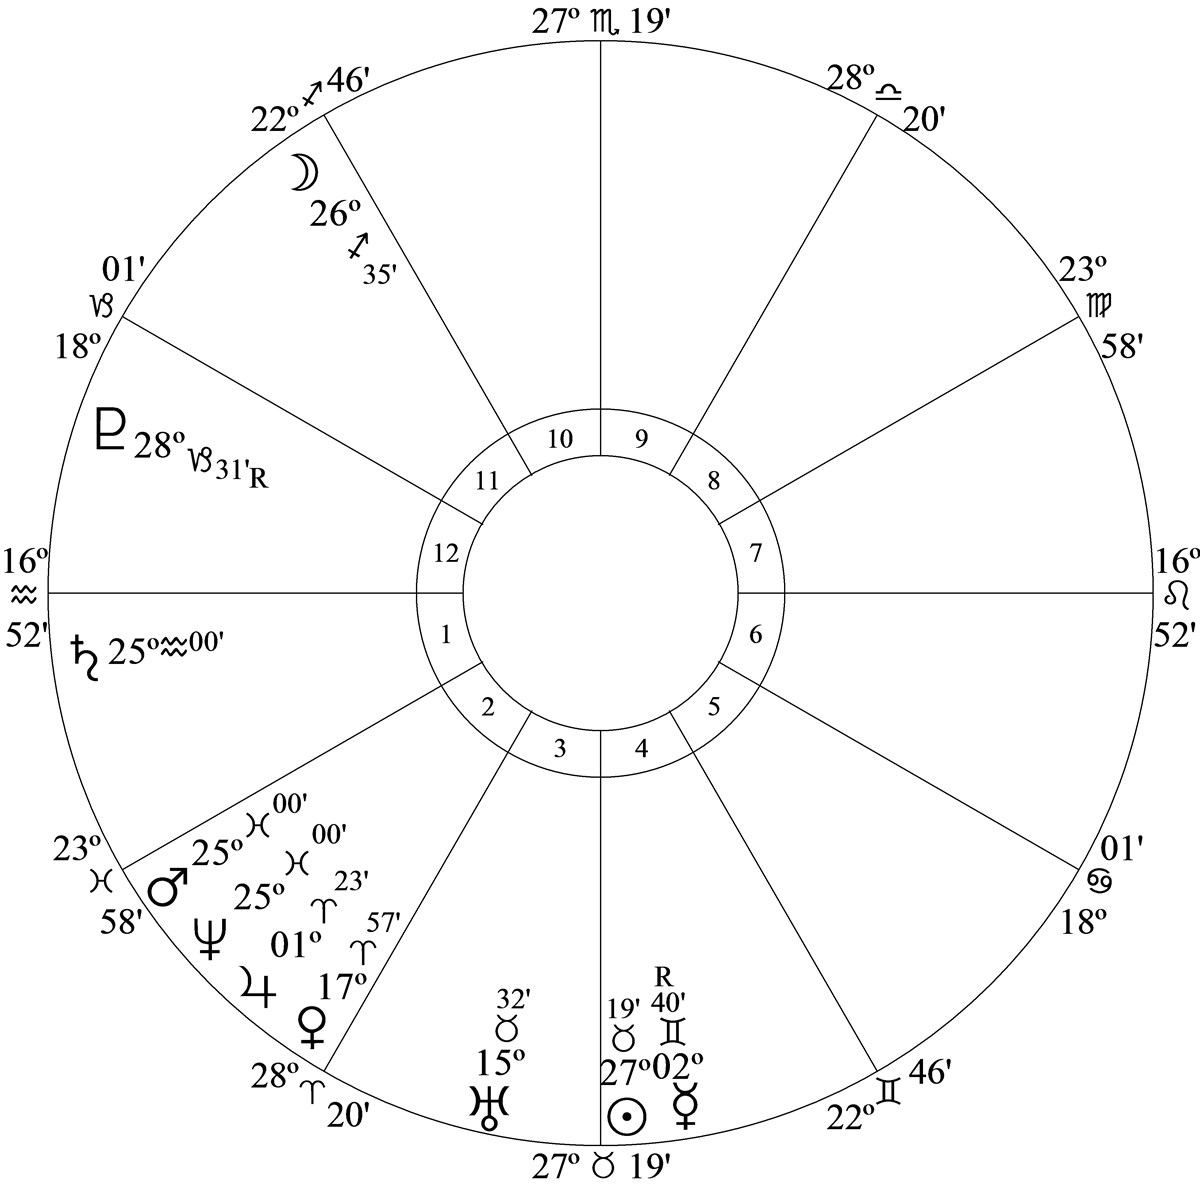 27º ♏ 19'
22º ♐ 46'
28º ♎ 20'
☽ 26º ♐ 35'
01' ♑ 18º
23º ♍ 58'
♇ 28º ♑ 31' R
10
9
11
8
12
7
16º ♒ 52'
16º ♌ 52'
1
6
♄ 25º ♒ 00'
2
5
3
4
23º ♓ 58'
01' ♋ 18º
♂ 25º ♓ 00'
♆ 25º ♓ 00'
♃ 01º ♈ 23'
♀ 17º ♈ 57'
♅ 15º ♉ 32'
☉ 27º ♉ 19'
☿ 02º ♊ 40' R
28º ♈ 20'
22º ♊ 46'
27º ♉ 19'